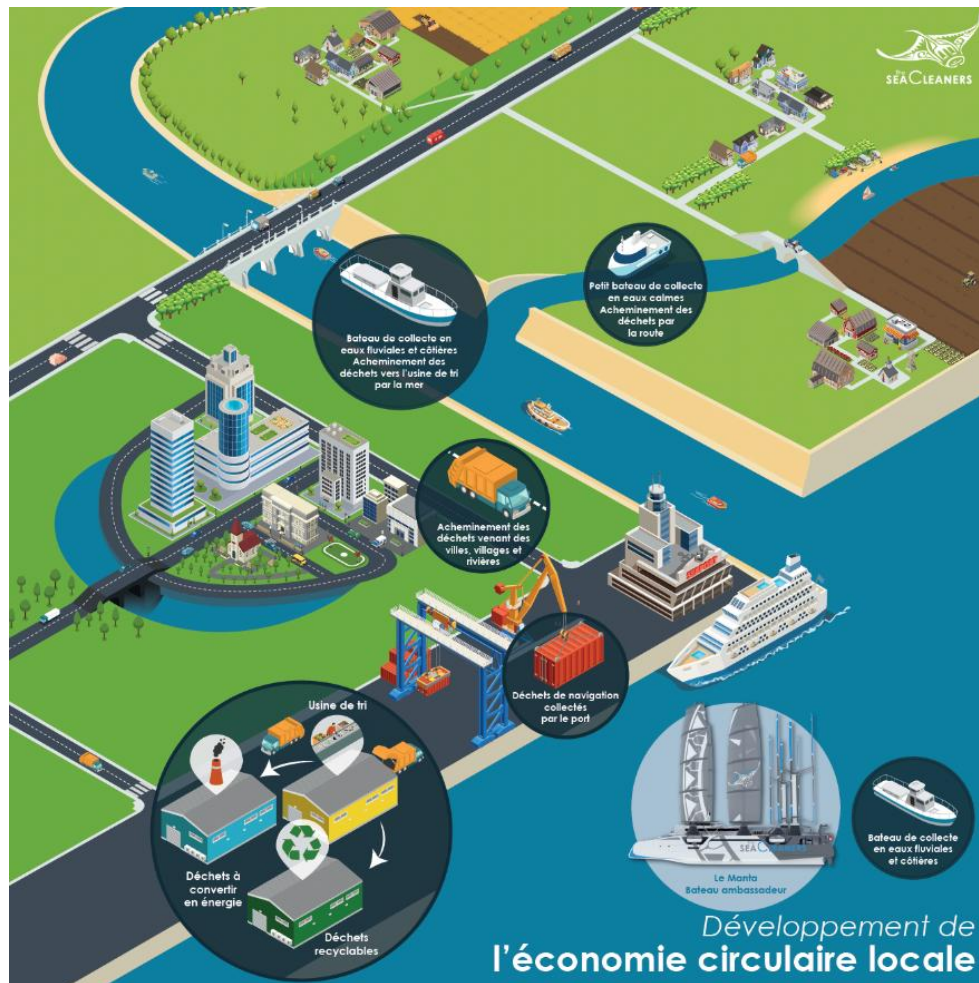 the
SEACLEANERS
Petit bateau de collecte
en eaux calmes
Acheminement des
déchets par
la route
Bateau de collecte en
eaux fluviales et côtières
Acheminement des
déchets vers l'usine de tri
par la mer
Acheminement des
déchets venant des
villes, villages et
rivières
Déchets de navigation
collectés
par le port
Usine de tri
Déchets à
convertir
en énergie
Déchets
recyclables
SEACLEANERS
Le Manta
Bateau ambassadeur
Bateau de collecte
en eaux fluviales
et côtières
Développement de
l'économie circulaire locale